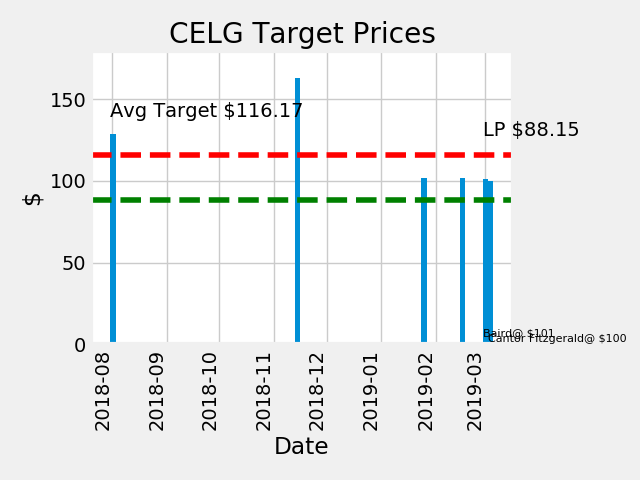 CELG Target Prices
150
100
50
0
$
Avg Target $116.17
LP $88.15
Baird@ $101
Cantor Fitzgerald@ $100
2018-08
2018-09
2018-10
2018-11
2018-12
2019-01
2019-02
2019-03
Date